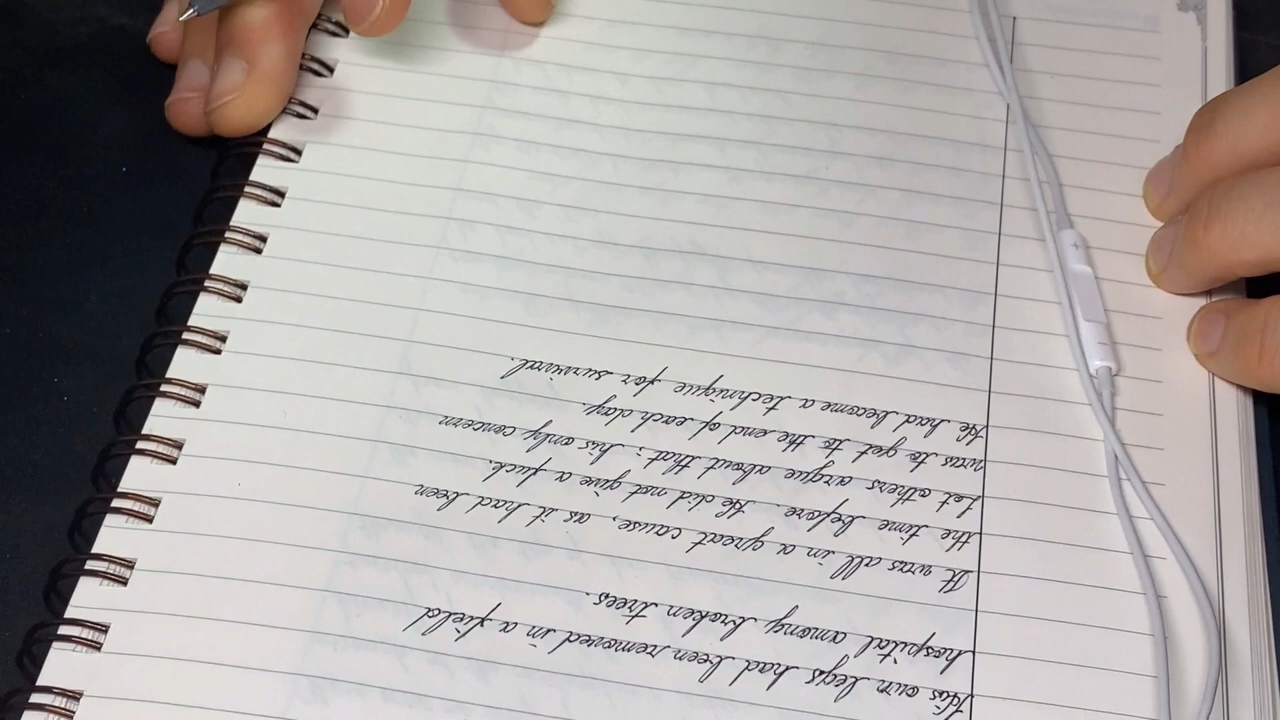 His own legs had been removed in a field
hospital among broken trees.
It was all in a great cause, as it had been
the time before. He did not give a fuck.
Let others argue about that; his only concern
was to get to the end of each day.
He had become a technique for survival.